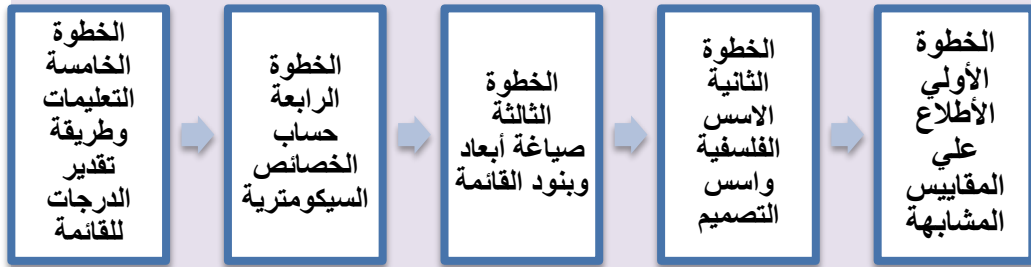 الخطوة
الأولي
الأطلاع
علي
المقاييس
المشابهة
الخطوة
الثانية
الاسس
الفلسفية
واسس
التصميم
الخطوة
الثالثة
صياغة أبعاد
وبنود القائمة
الخطوة
الرابعة
حساب
الخصائص
السيكومترية
الخطوة
الخامسة
التعليمات
وطريقة
تقدير
الدرجات
للقائمة